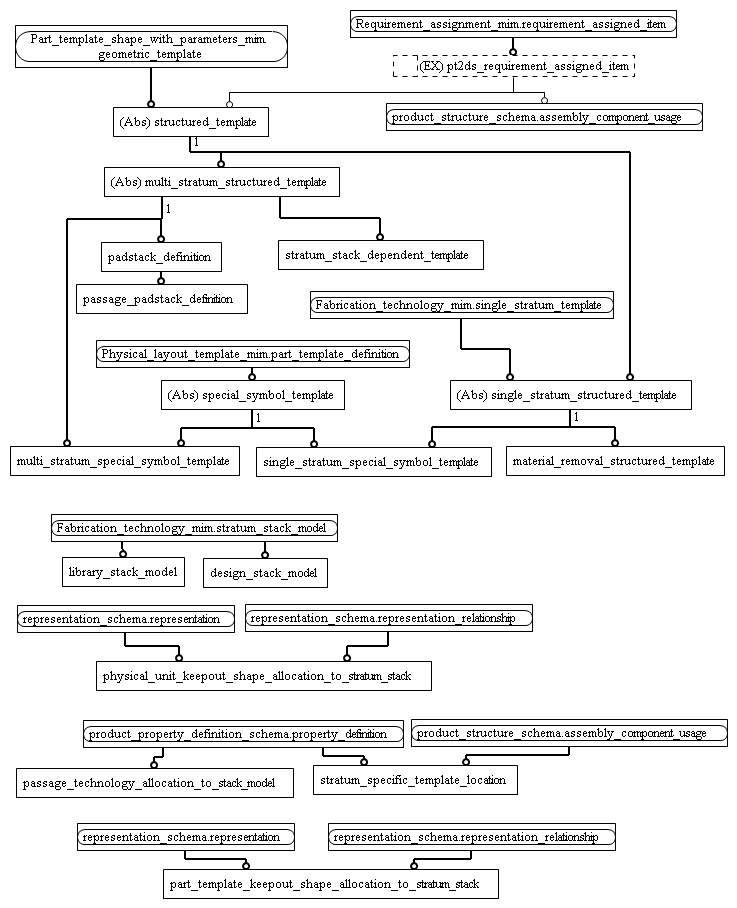 Requirement_assignment_mim.requirement_assigned_item
Part_template_shape_with_parameters_mim.
geometric_template
(EX) pt2ds_requirement_assigned_item
(Abs) structured_template
product_structure_schema.assembly_component_usage
1
(Abs) multi_stratum_structured_template
1
padstack_definition
stratum_stack_dependent_template
passage_padstack_definition
Fabrication_technology_mim.single_stratum_template
Physical_layout_template_mim.part_template_definition
(Abs) special_symbol_template
(Abs) single_stratum_structured_template
1
1
multi_stratum_special_symbol_template
single_stratum_special_symbol_template
material_removal_structured_template
Fabrication_technology_mim.stratum_stack_model
library_stack_model
design_stack_model
representation_schema.representation
representation_schema.representation_relationship
physical_unit_keepout_shape_allocation_to_stratum_stack
product_property_definition_schema.property_definition
product_structure_schema.assembly_component_usage
passage_technology_allocation_to_stack_model
stratum_specific_template_location
representation_schema.representation
representation_schema.representation_relationship
part_template_keepout_shape_allocation_to_stratum_stack